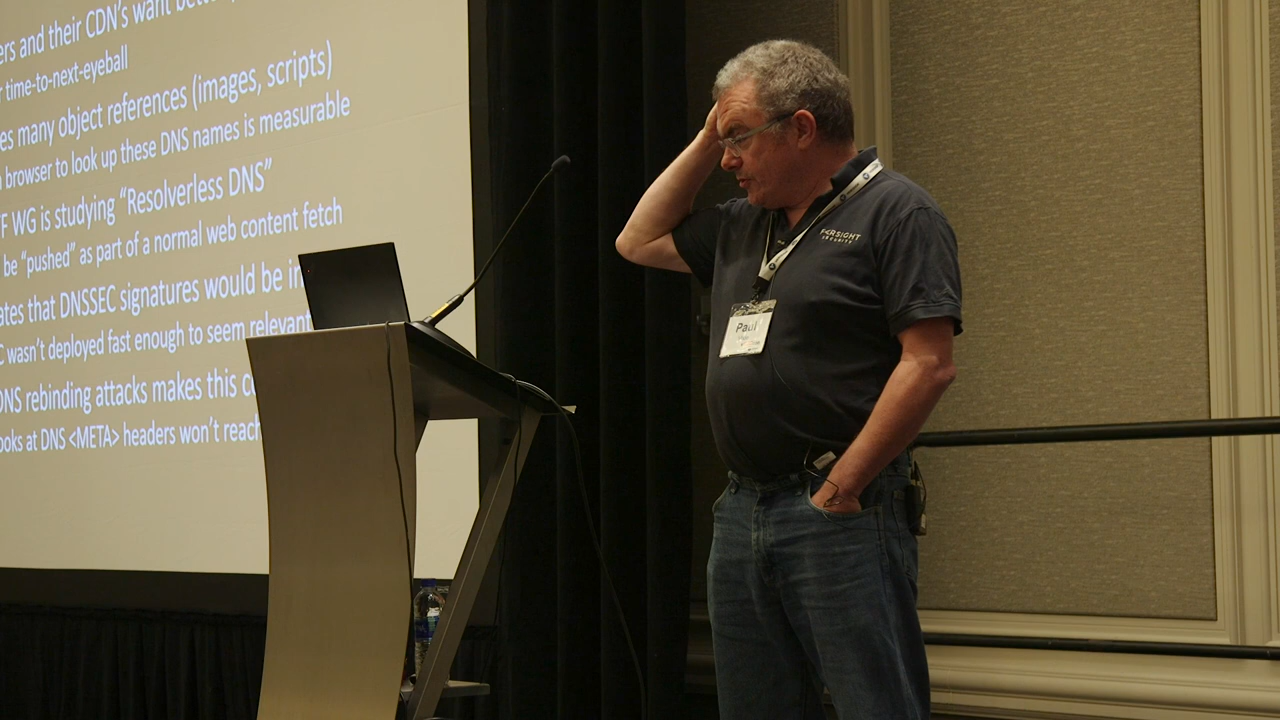 ers and their CDN's want bette
r time-to-next-eyeball
es many object references (images, scripts)
browser to look up these DNS names is measurable
F WG is studying “Resolverless DNS”
be “pushed” as part of a normal web content fetch
ates that DNSSEC signatures would be in
C wasn't deployed fast enough to seem relevant
DNS rebinding attacks makes this cu
ooks at DNS <META> headers won't reach
FARSIGHT
SECURITY
Paul